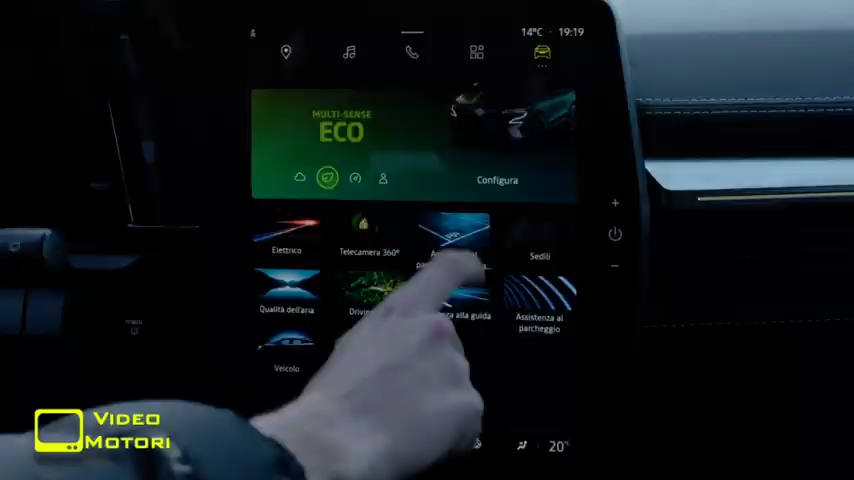 14°C 19:19
MULTI-SENSE
ECO
Configura
Elettrico
Telecamera 360°
Sedili
Qualità dell'aria
alla guida
Assistenza al
parcheggio
Veicolo
menu
20°
VIDEO
MOTORI